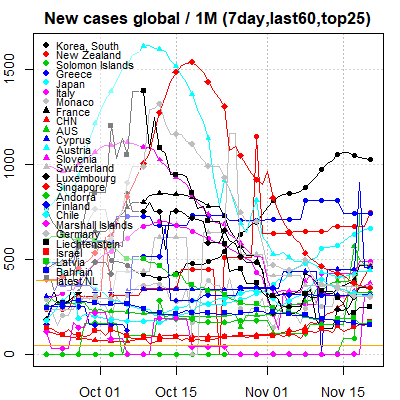 New cases global / 1M (7day,last60,top25)
Korea, South
New Zealand
Solomon Islands
Greece
Japan
Italy
Monaco
France
CHN
AUS
Cyprus
Austria
Slovenia
Switzerland
Luxembourg
Singapore
Andorra
Finland
Chile
Marshall Islands
Germany
Liechtenstein
Israel
Latvia
Bahrain
latest NL
0
500
1000
1500
Oct 01
Oct 15
Nov 01
Nov 15